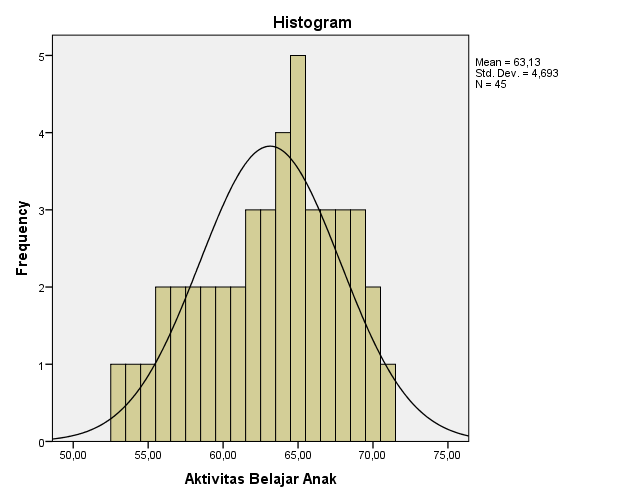 Histogram
Mean = 63,13
Std. Dev. = 4,693
N = 45
Frequency
5
4
3
2
1
0
50,00 55,00 60,00 65,00 70,00 75,00
Aktivitas Belajar Anak